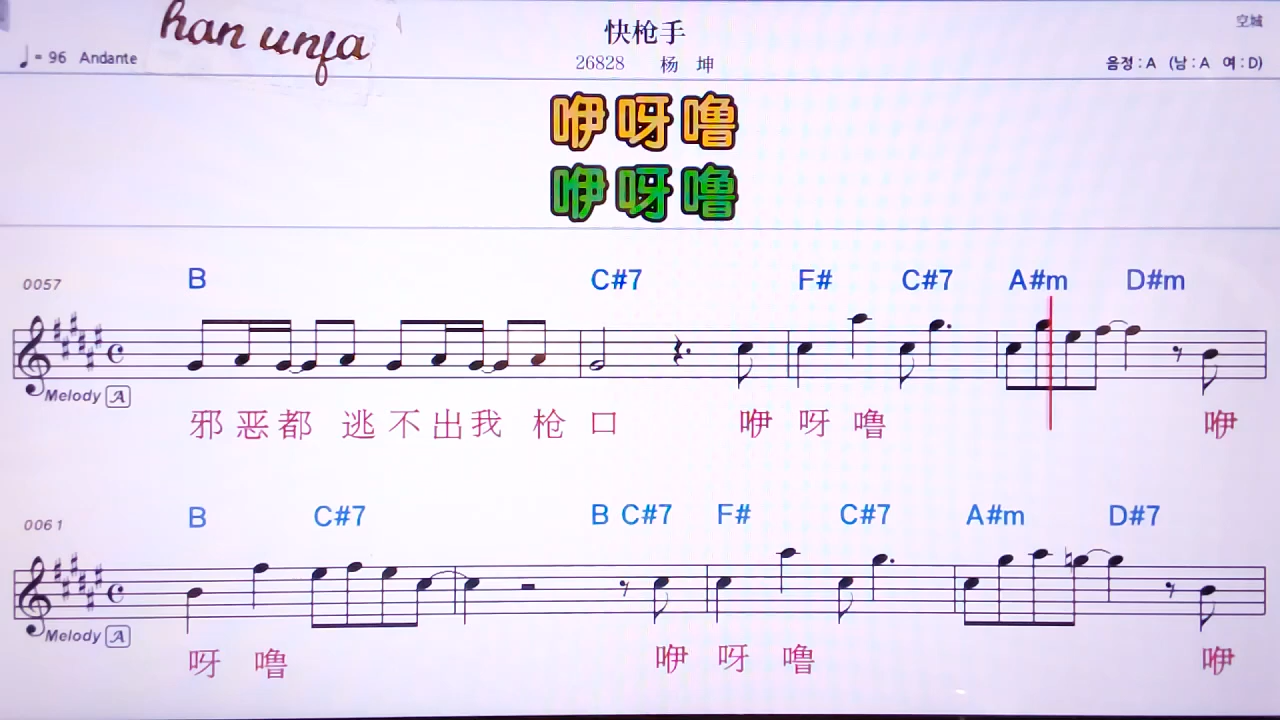 han unja
快枪手
空城
♩= 96 Andante
26828 杨 坤
음정 : A (남 : A 여 : D)
咿呀噜
咿呀噜
0057
B C#7 F# C#7 A#m D#m
Melody A
邪恶都 逃不出我 枪口 咿呀噜 咿
0061
B C#7 B C#7 F# C#7 A#m D#7
Melody A
呀噜 咿呀噜 咿